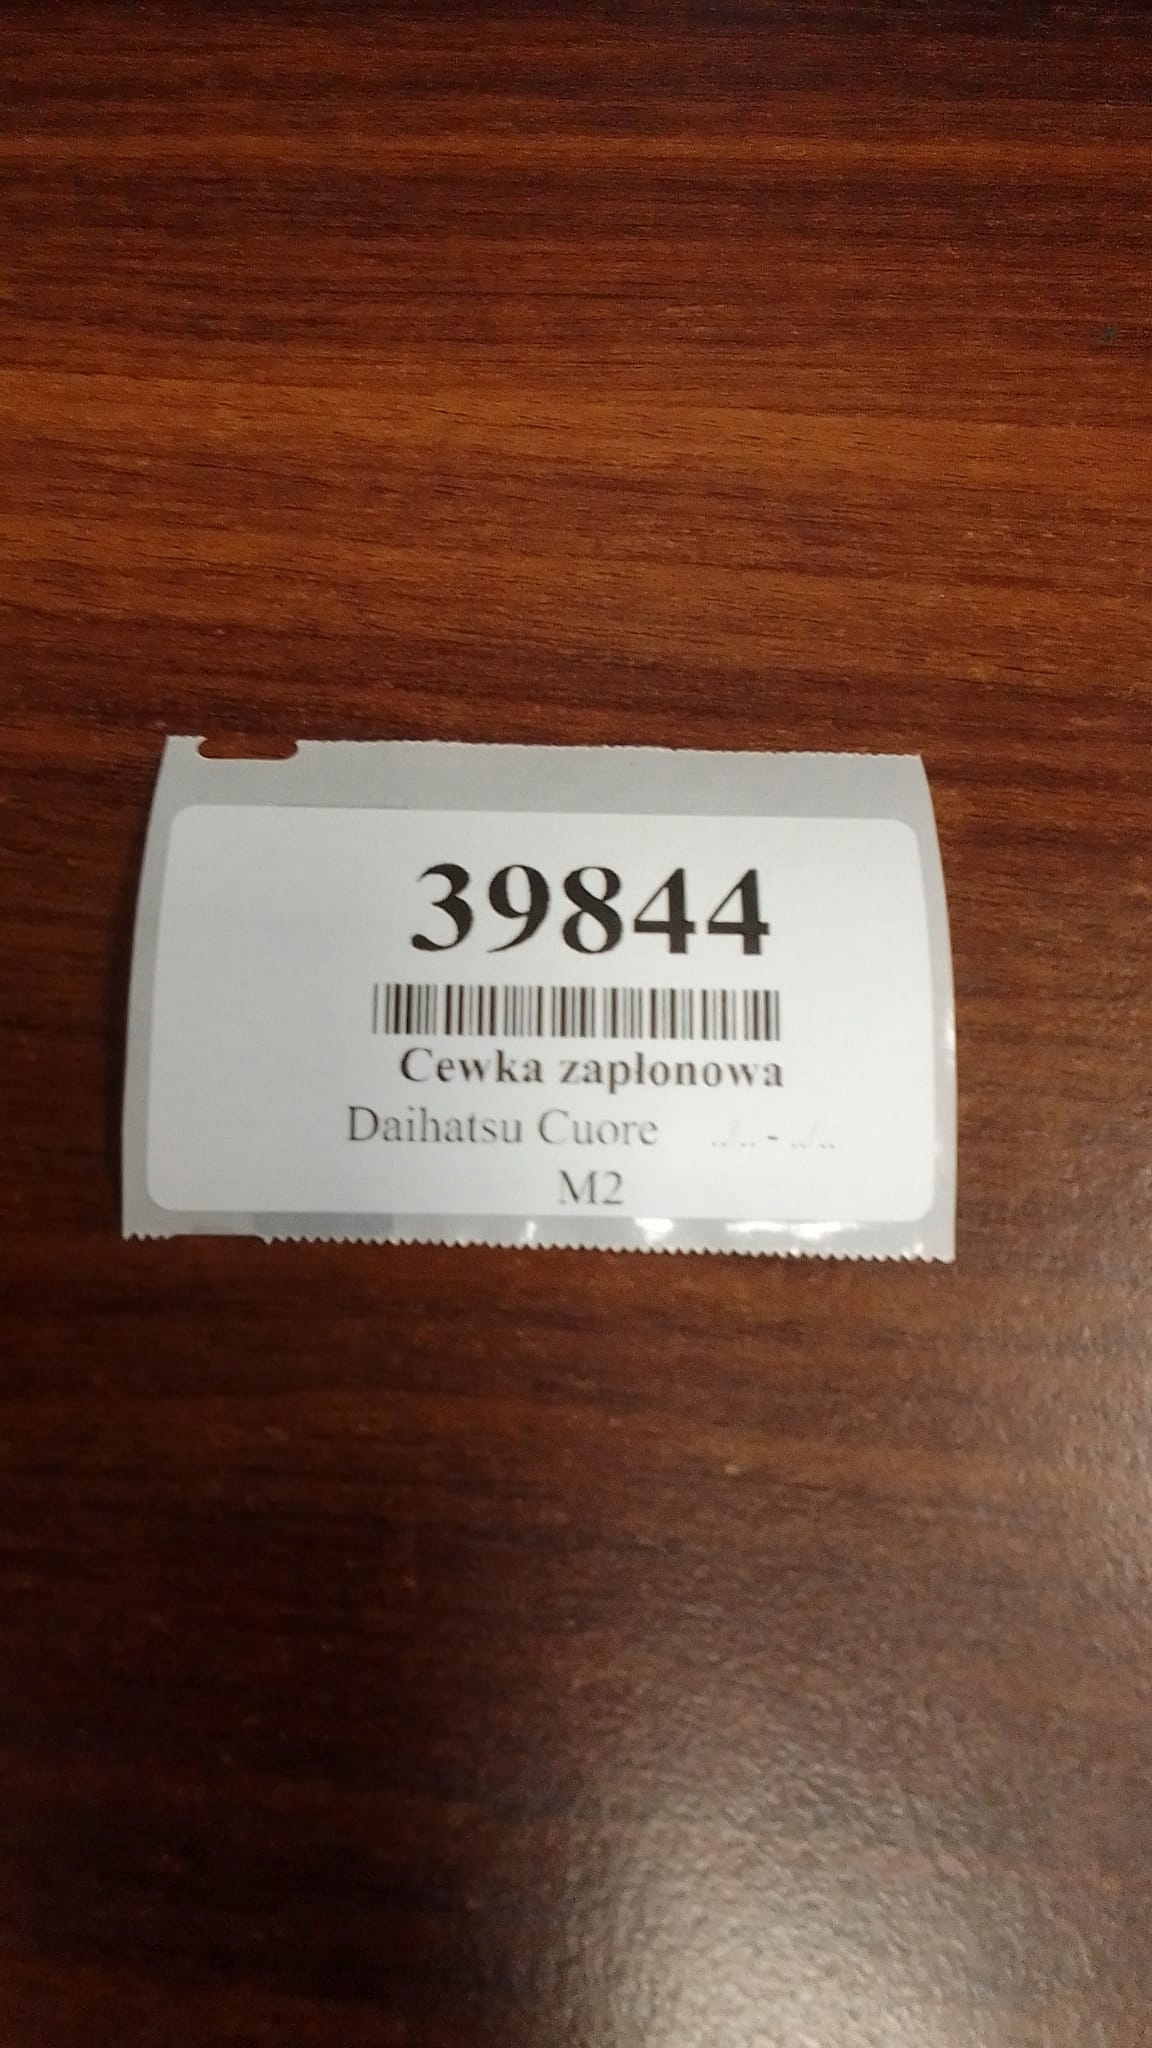 39844
Cewka zapłonowa
Daihatsu Cuore ../.. - ../..
M2